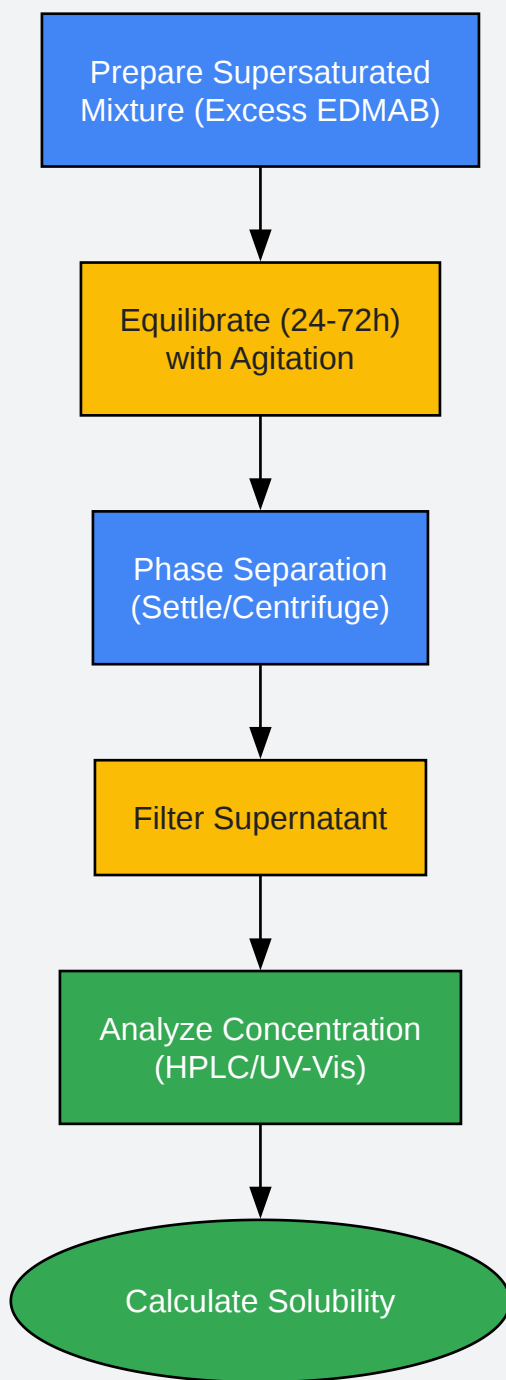 Prepare Supersaturated
Mixture (Excess EDMAB)
Equilibrate (24-72h)
with Agitation
Phase Separation
(Settle/Centrifuge)
Filter Supernatant
Analyze Concentration
(HPLC/UV-Vis)
Calculate Solubility